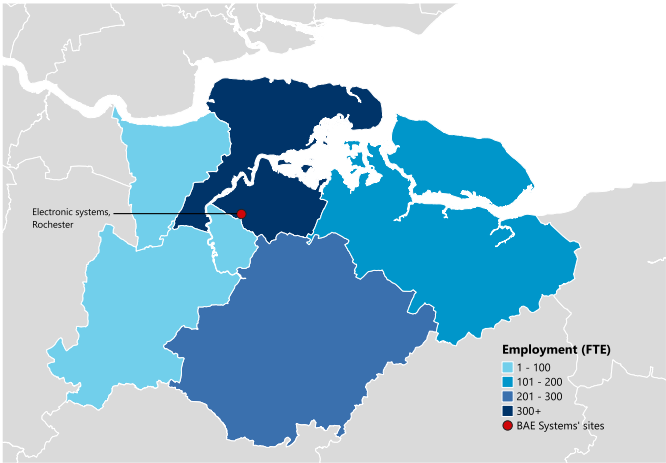 Electronic systems,
Rochester
Employment (FTE)
1 - 100
101 - 200
201 - 300
300+
BAE Systems' sites